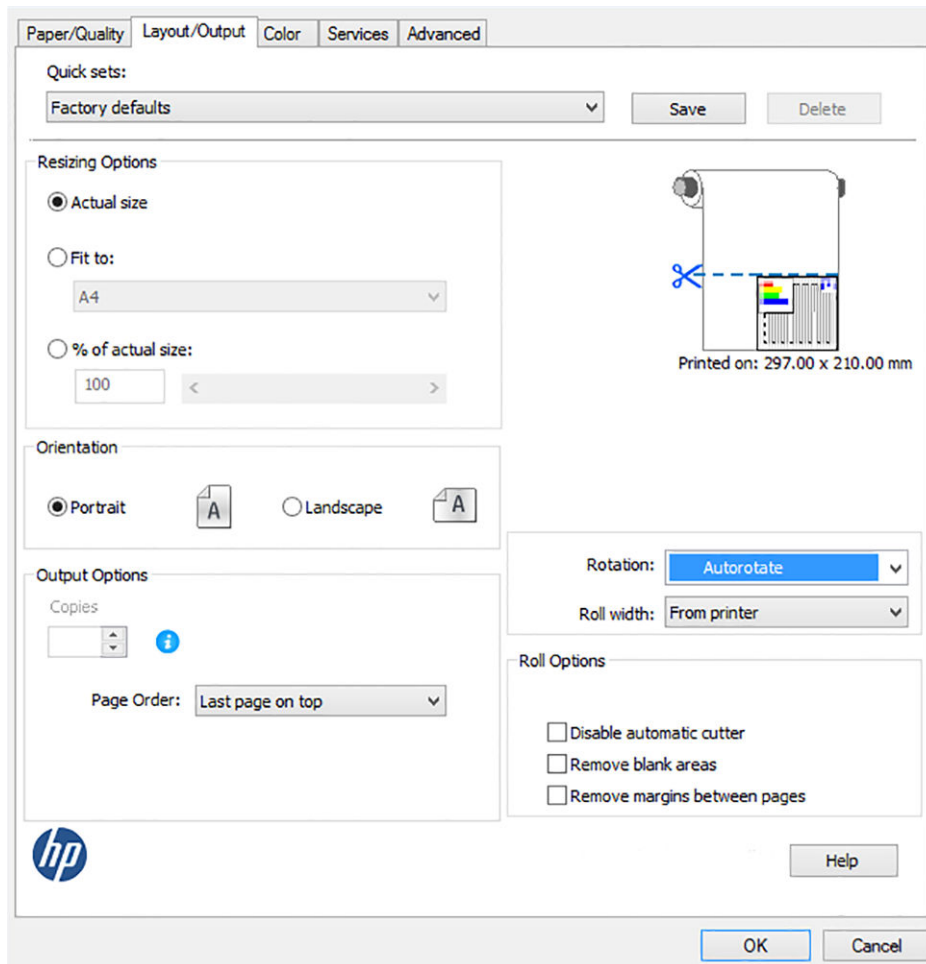 Paper/Quality Layout/Output Color Services Advanced
Quick sets:
Factory defaults Save Delete
Resizing Options
Actual size
Fit to:
A4
% of actual size:
100
Printed on: 297.00 x 210.00 mm
Orientation
A Portrait A Landscape
Rotation: Autorotate
Roll width: From printer
Output Options
Copies
i
Page Order: Last page on top
Roll Options
Disable automatic cutter
Remove blank areas
Remove margins between pages
hp
Help
OK Cancel